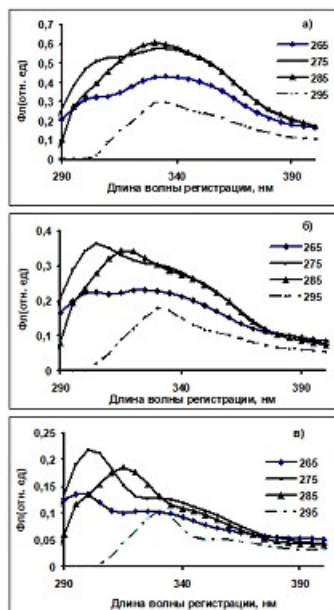 а)
0,7
0,6
0,5
0,4
0,3
0,2
0,1
0
Фл(отн. ед)
265
275
285
295
290 340 390
Длина волны регистрации, нм
б)
0,4
0,3
0,2
0,1
0
Фл(отн. ед)
265
275
285
295
290 340 390
Длина волны регистрации, нм
в)
0,25
0,2
0,15
0,1
0,05
0
Фл(отн. ед)
265
275
285
295
290 340 390
Длина волны регистрации, нм